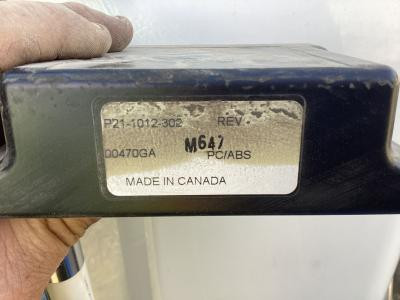 P21-1012-302 REV -
00470GA M647 PC/ABS
MADE IN CANADA